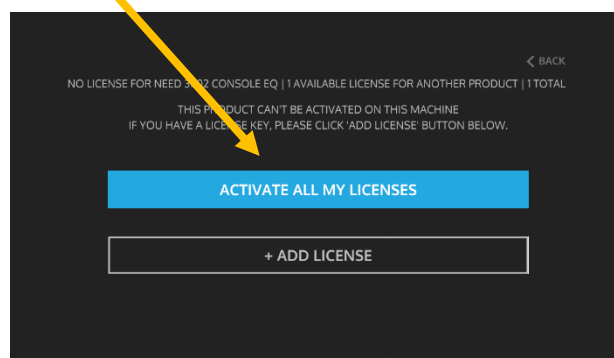 < BACK
NO LICENSE FOR NEED 3 02 CONSOLE EQ | 1 AVAILABLE LICENSE FOR ANOTHER PRODUCT | 1 TOTAL
THIS PRODUCT CAN'T BE ACTIVATED ON THIS MACHINE
IF YOU HAVE A LICENSE KEY, PLEASE CLICK 'ADD LICENSE' BUTTON BELOW.
ACTIVATE ALL MY LICENSES
+ ADD LICENSE